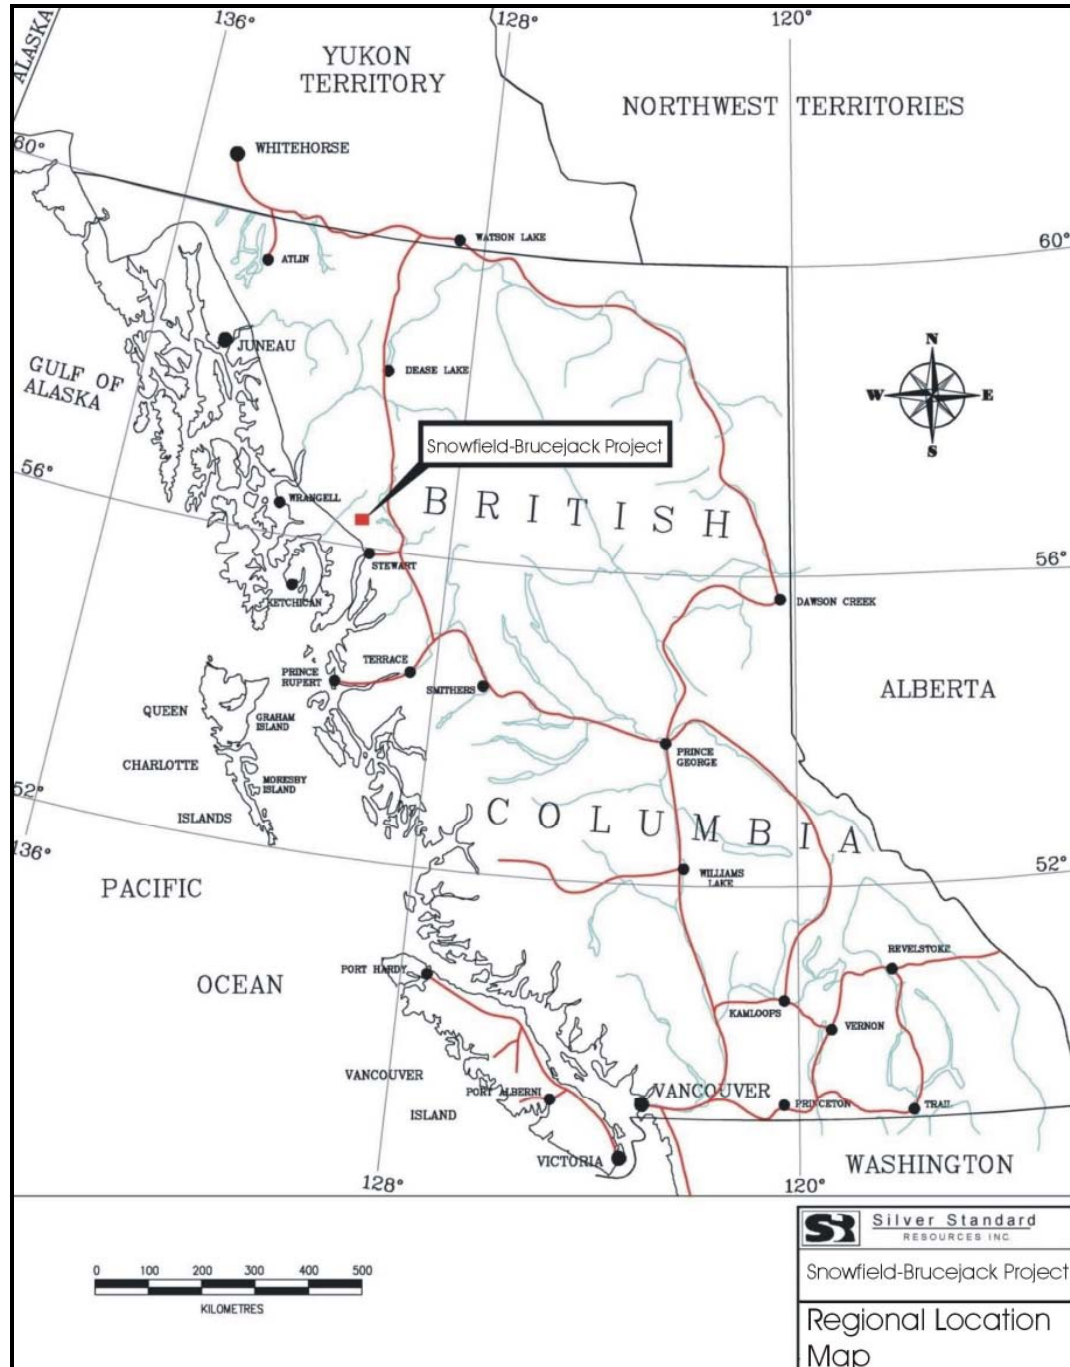 136°
128°
120°
ALASKA
YUKON
TERRITORY
NORTHWEST TERRITORIES
60°
WHITEHORSE
WATSON LAKE
60°
ATLIN
JUNEAU
GULF OF
ALASKA
DEASE LAKE
N
W E
S
Snowfield-Brucejack Project
56°
WRANGELL
BRITISH
STEWART
56°
KETCHICAN
DAWSON CREEK
PRINCE
RUPERT
TERRACE
SMITHERS
ALBERTA
QUEEN
GRAHAM
ISLAND
PRINCE
GEORGE
CHARLOTTE
MORESBY
ISLAND
52°
ISLANDS
COLUMBIA
136°
52°
PACIFIC
WILLIAMS
LAKE
REVELSTOKE
OCEAN
PORT HARDY
KAMLOOPS
VERNON
VANCOUVER
ISLAND
PORT ALBERNI
VANCOUVER
PRINCETON
TRAIL
VICTORIA
WASHINGTON
128°
120°
SR
Silver Standard
RESOURCES INC.
Snowfield-Brucejack Project
Regional Location
Map
0 100 200 300 400 500
KILOMETRES